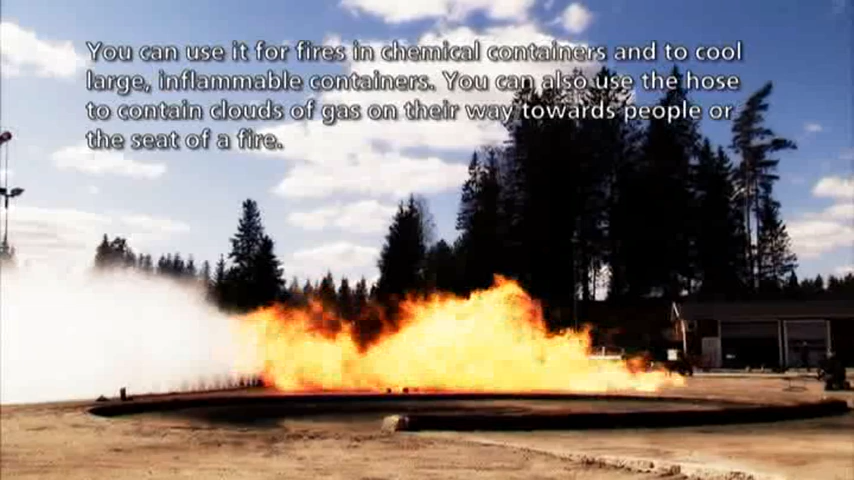 You can use it for fires in chemical containers and to cool
large, inflammable containers. You can also use the hose
to contain clouds of gas on their way towards people or
the seat of a fire.